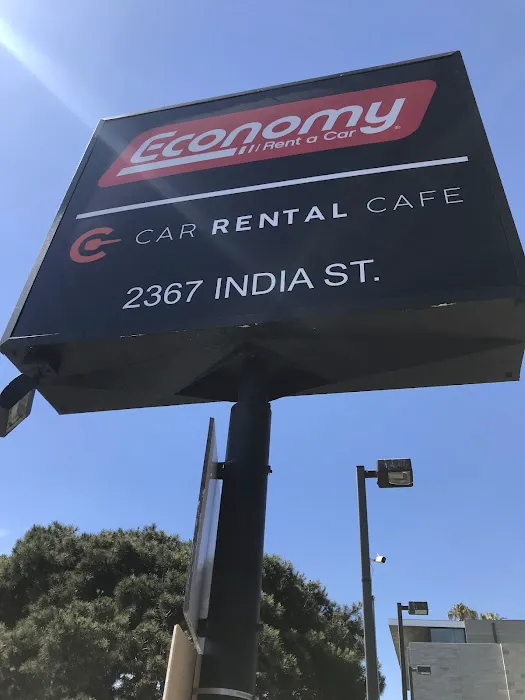 Economy
Rent a Car
CAR RENTAL CAFE
2367 INDIA ST.